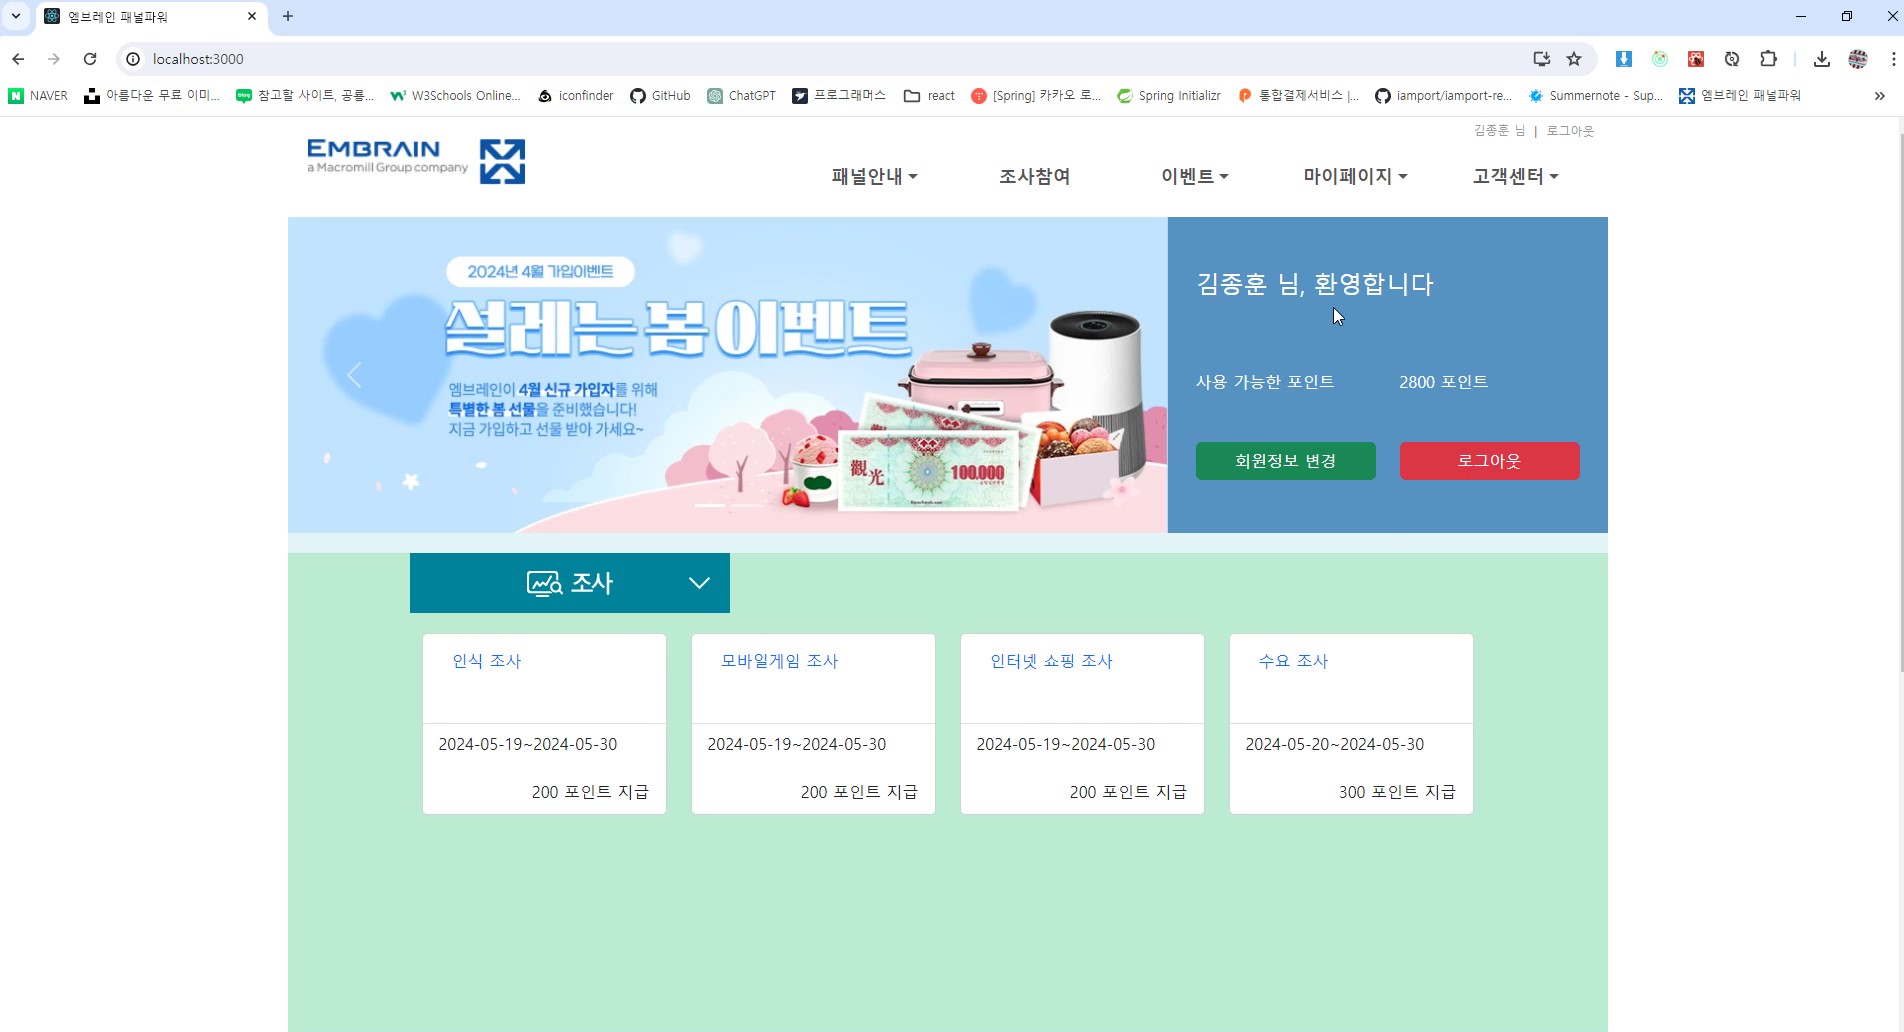 엠브레인 패널파워
localhost:3000
NAVER
아름다운 무료 이미...
참고할 사이트, 공룡...
W3Schools Online...
iconfinder
GitHub
ChatGPT
프로그래머스
react
[Spring] 카카오 로...
Spring Initializr
통합결제서비스 |...
iamport/iamport-re...
Summernote - Sup...
엠브레인 패널파워
김종훈 님 | 로그아웃
EMBRAIN
a Macromill Group company
패널안내
조사참여
이벤트
마이페이지
고객센터
2024년 4월 가입이벤트
설레는 봄 이벤트
엠브레인이 4월 신규 가입자를 위해
특별한 봄 선물을 준비했습니다!
지금 가입하고 선물 받아 가세요~
觀光
100,000
김종훈 님, 환영합니다
사용 가능한 포인트
2800 포인트
회원정보 변경
로그아웃
조사
인식 조사
2024-05-19~2024-05-30
200 포인트 지급
모바일게임 조사
2024-05-19~2024-05-30
200 포인트 지급
인터넷 쇼핑 조사
2024-05-19~2024-05-30
200 포인트 지급
수요 조사
2024-05-20~2024-05-30
300 포인트 지급